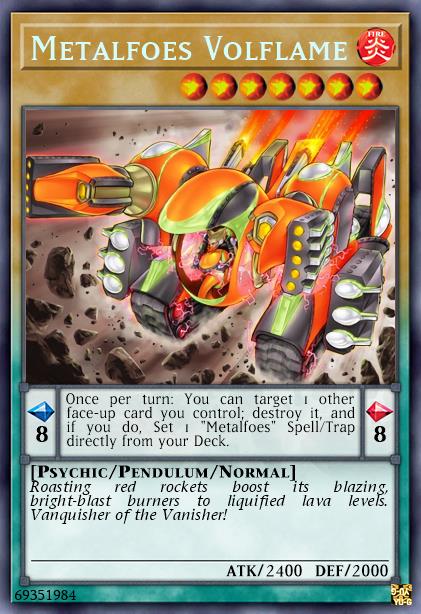 Metalfoes Volflame
FIRE
炎
Once per turn: You can target 1 other
face-up card you control; destroy it, and
if you do, Set 1 "Metalfoes" Spell/Trap
directly from your Deck.
8
8
[Psychic/Pendulum/Normal]
Roasting red rockets boost its blazing,
bright-blast burners to liquified lava levels.
Vanquisher of the Vanisher!
ATK/2400 DEF/2000
69351984